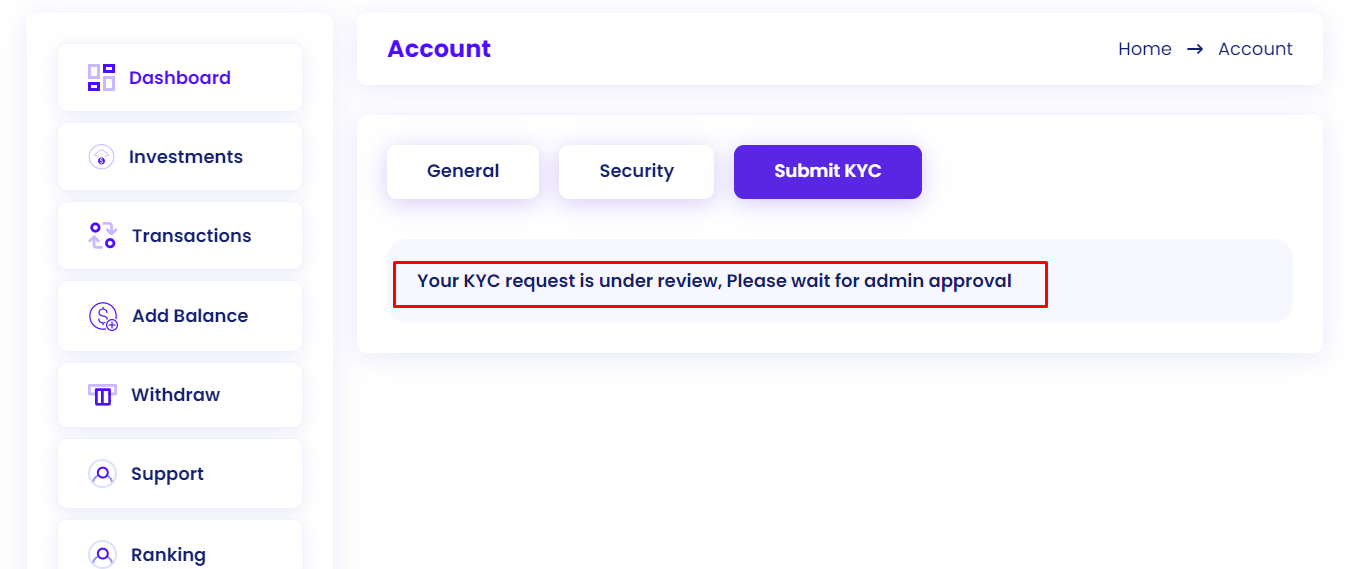 Dashboard
Investments
Transactions
Add Balance
Withdraw
Support
Ranking
Account
Home → Account
General
Security
Submit KYC
Your KYC request is under review, Please wait for admin approval